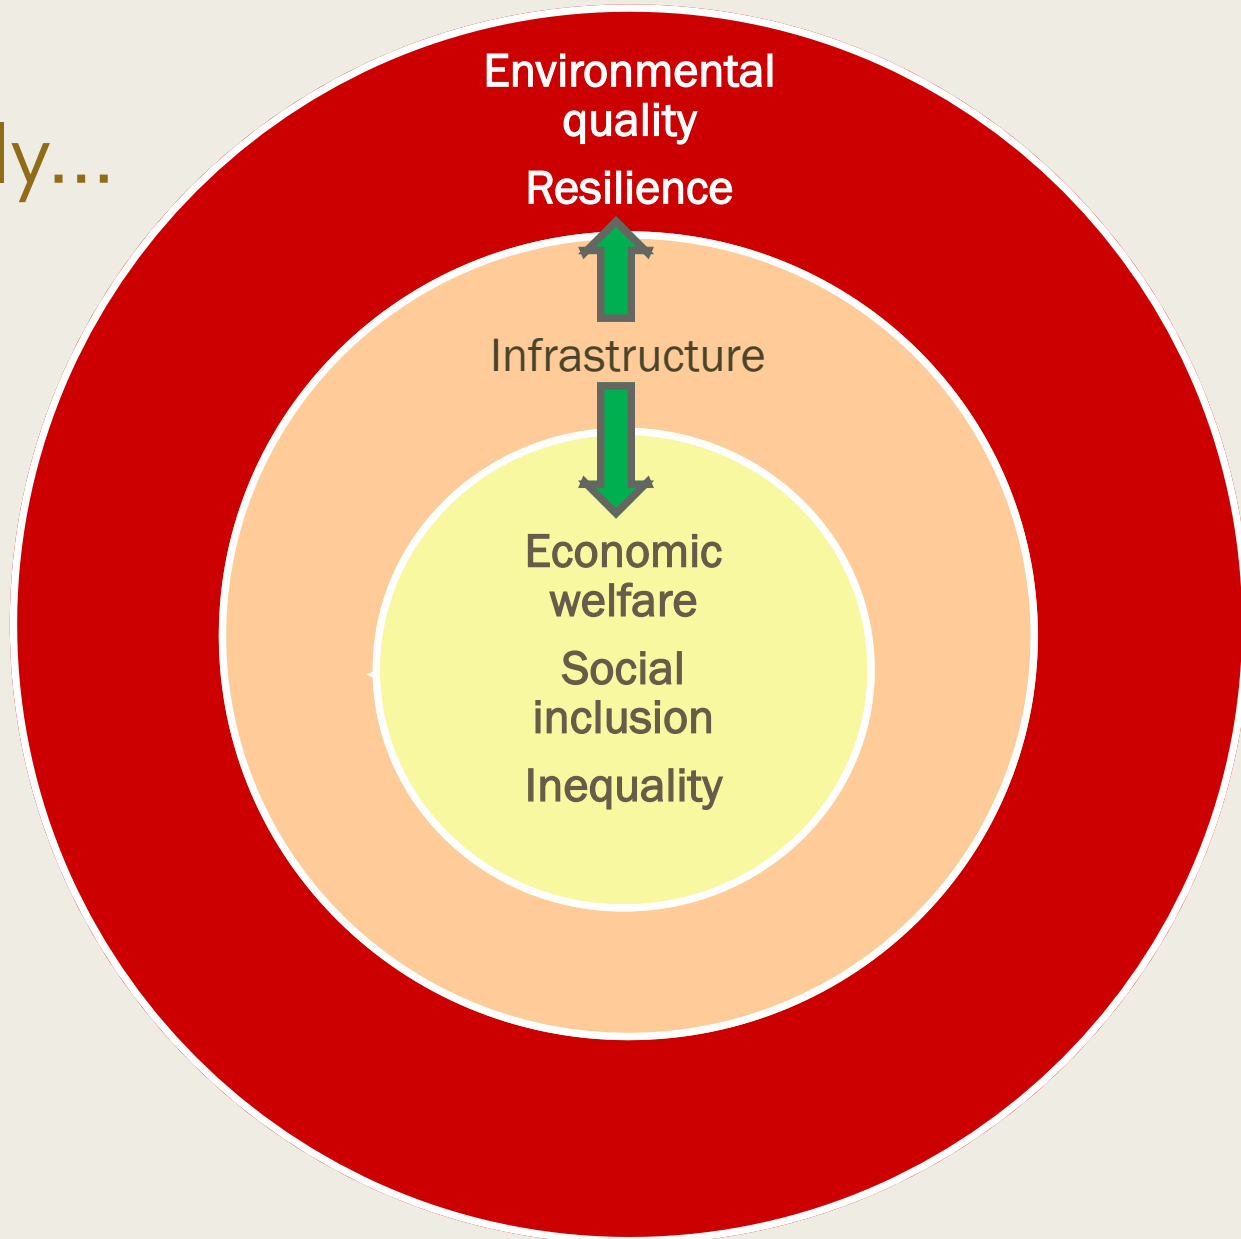 ly...
Environmental
quality
Resilience
Infrastructure
Economic
welfare
Social
inclusion
Inequality